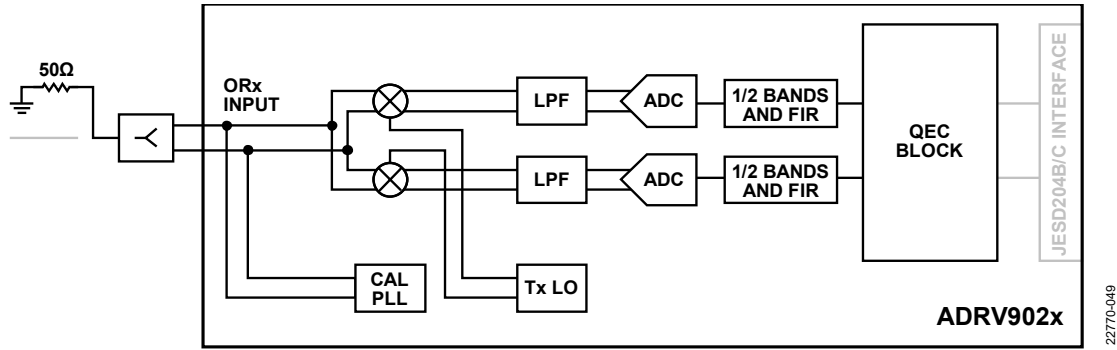 50Ω
ORx
INPUT
LPF
ADC
1/2 BANDS
AND FIR
QEC
BLOCK
JESD204B/C INTERFACE
LPF
ADC
1/2 BANDS
AND FIR
CAL
PLL
Tx LO
ADRV902x
22770-049